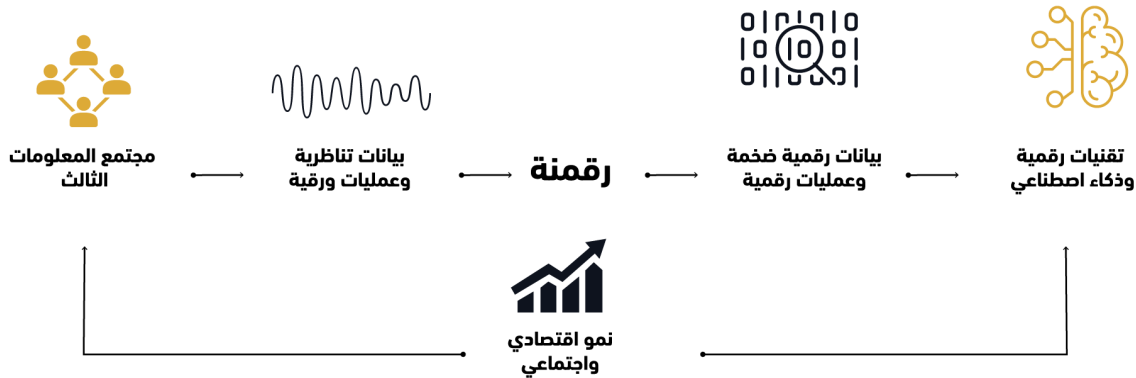 مجتمع المعلومات
الثالث
بيانات تناظرية
وعمليات ورقية
رقمنة
بيانات رقمية ضخمة
وعمليات رقمية
تقنيات رقمية
وذكاء اصطناعي
نمو اقتصادي
واجتماعي